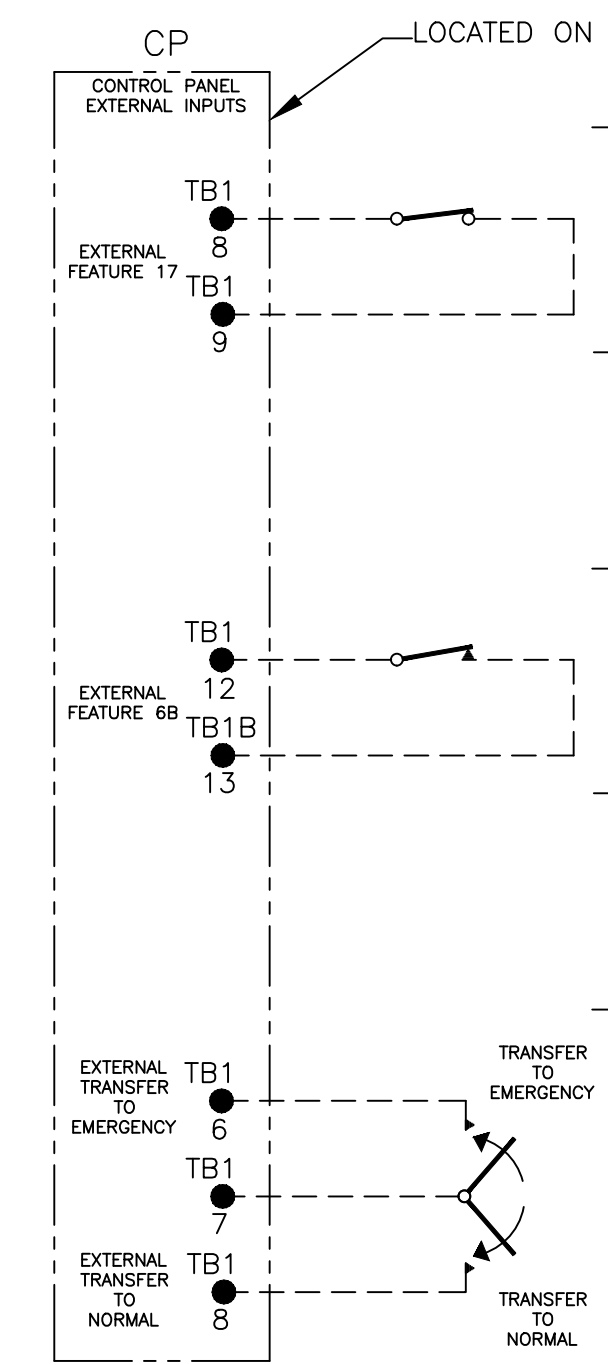 CP
LOCATED ON
CONTROL PANEL
EXTERNAL INPUTS
TB1
8
EXTERNAL
FEATURE 17
TB1
9
TB1
12
EXTERNAL
FEATURE 6B
TB1B
13
TRANSFER
TO
EMERGENCY
EXTERNAL
TRANSFER
TO
EMERGENCY
TB1
6
TB1
7
EXTERNAL
TRANSFER
TO
NORMAL
TB1
8
TRANSFER
TO
NORMAL